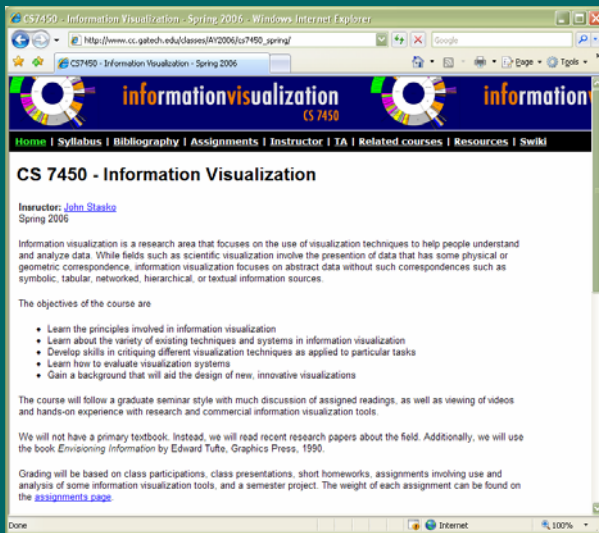 CS7450 - Information Visualization - Spring 2006 - Windows Internet Explorer
http://www.cc.gatech.edu/classes/AY2006/cs7450_spring/
Google
CS7450 - Information Visualization - Spring 2006
Page
Tools
informationvisualization
information
CS 7450
Home | Syllabus | Bibliography | Assignments | Instructor | TA | Related courses | Resources | Swiki
CS 7450 - Information Visualization
Insructor: John Stasko
Spring 2006
Information visualization is a research area that focuses on the use of visualization techniques to help people understand
and analyze data. While fields such as scientific visualization involve the presention of data that has some physical or
geometric correspondence, information visualization focuses on abstract data without such correspondences such as
symbolic, tabular, networked, hierarchical, or textual information sources.
The objectives of the course are
• Learn the principles involved in information visualization
• Learn about the variety of existing techniques and systems in information visualization
• Develop skills in critiquing different visualization techniques as applied to particular tasks
• Learn how to evaluate visualization systems
• Gain a background that will aid the design of new, innovative visualizations
The course will follow a graduate seminar style with much discussion of assigned readings, as well as viewing of videos
and hands-on experience with research and commercial information visualization tools.
We will not have a primary textbook. Instead, we will read recent research papers about the field. Additionally, we will use
the book Envisioning Information by Edward Tufte, Graphics Press, 1990.
Grading will be based on class participations, class presentations, short homeworks, assignments involving use and
analysis of some information visualization tools, and a semester project. The weight of each assignment can be found on
the assignments page.
Done
Internet
100%